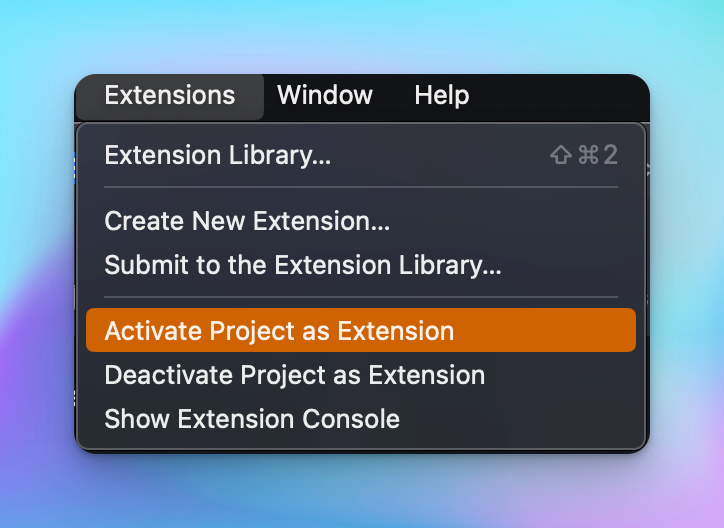 Extensions Window Help
Extension Library... ⇧⌘2
Create New Extension...
Submit to the Extension Library...
Activate Project as Extension
Deactivate Project as Extension
Show Extension Console